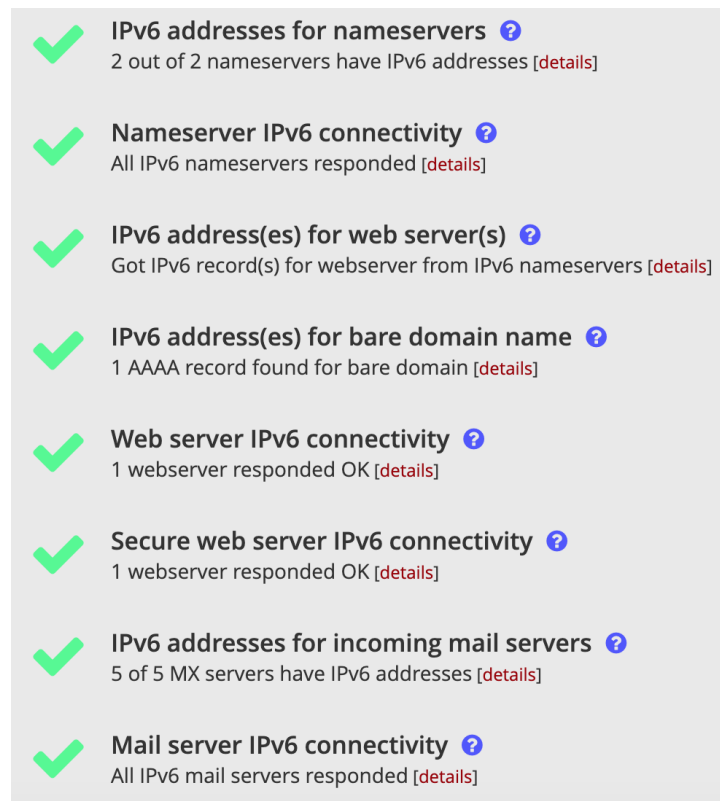 IPv6 addresses for nameservers ?
2 out of 2 nameservers have IPv6 addresses [details]
Nameserver IPv6 connectivity ?
All IPv6 nameservers responded [details]
IPv6 address(es) for web server(s) ?
Got IPv6 record(s) for webserver from IPv6 nameservers [details]
IPv6 address(es) for bare domain name ?
1 AAAA record found for bare domain [details]
Web server IPv6 connectivity ?
1 webserver responded OK [details]
Secure web server IPv6 connectivity ?
1 webserver responded OK [details]
IPv6 addresses for incoming mail servers ?
5 of 5 MX servers have IPv6 addresses [details]
Mail server IPv6 connectivity ?
All IPv6 mail servers responded [details]